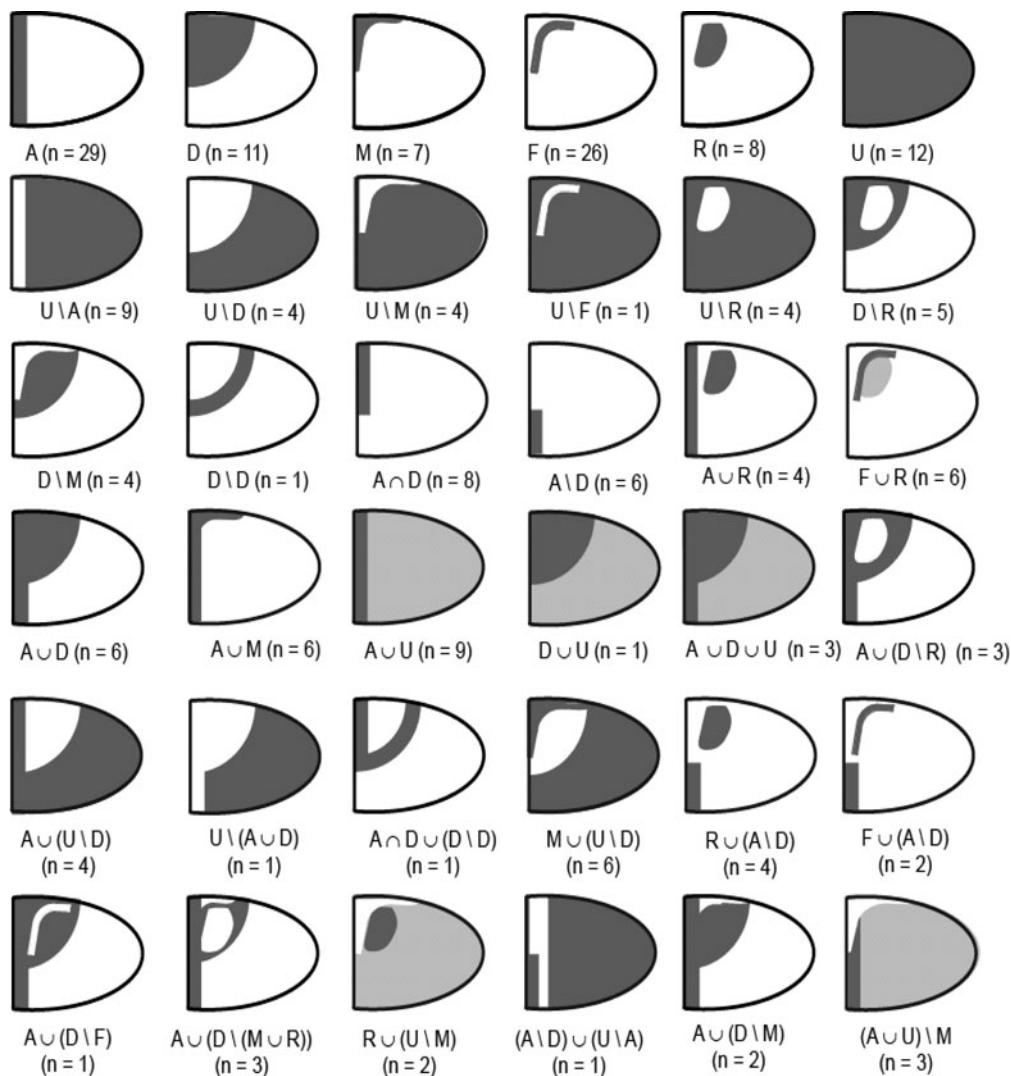 A (n = 29)
D (n = 11)
M (n = 7)
F (n = 26)
R (n = 8)
U (n = 12)
U \ A (n = 9)
U \ D (n = 4)
U \ M (n = 4)
U \ F (n = 1)
U \ R (n = 4)
D \ R (n = 5)
D \ M (n = 4)
D \ D (n = 1)
A ∩ D (n = 8)
A \ D (n = 6)
A ∪ R (n = 4)
F ∪ R (n = 6)
A ∪ D (n = 6)
A ∪ M (n = 6)
A ∪ U (n = 9)
D ∪ U (n = 1)
A ∪ D ∪ U (n = 3)
A ∪ (D \ R) (n = 3)
A ∪ (U \ D)
(n = 4)
U \ (A ∪ D)
(n = 1)
A ∩ D ∪ (D \ D)
(n = 1)
M ∪ (U \ D)
(n = 6)
R ∪ (A \ D)
(n = 4)
F ∪ (A \ D)
(n = 2)
A ∪ (D \ F)
(n = 1)
A ∪ (D \ (M ∪ R))
(n = 3)
R ∪ (U \ M)
(n = 2)
(A \ D) ∪ (U \ A)
(n = 1)
A ∪ (D \ M)
(n = 2)
(A ∪ U) \ M
(n = 3)